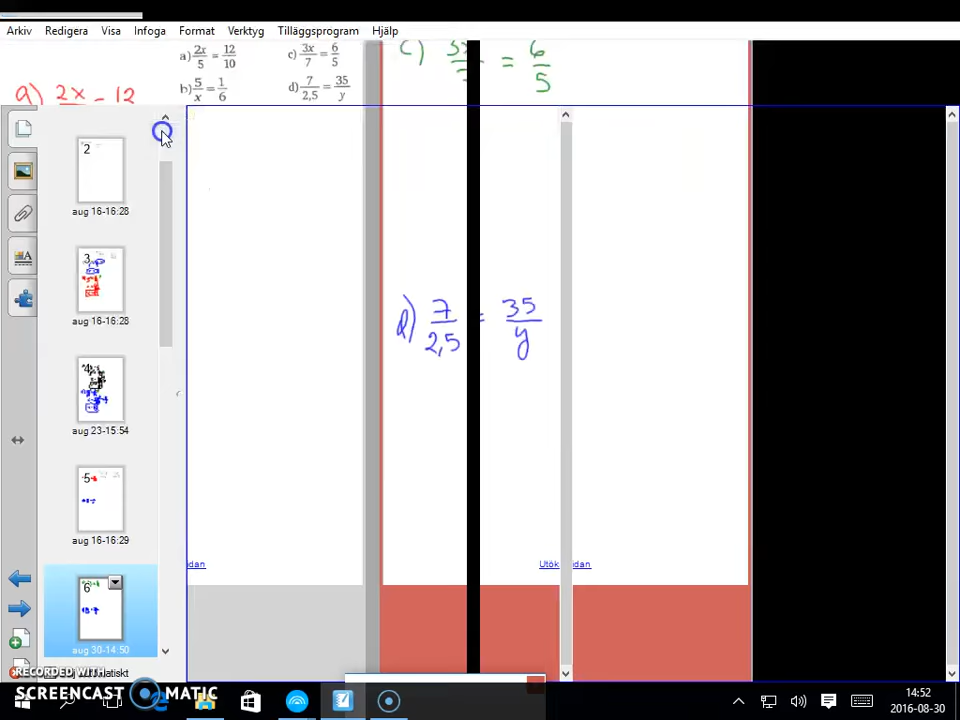 Arkiv Redigera Visa Infoga Format Verktyg Tilläggsprogram Hjälp
a) 2x/5 = 12/10 c) 3x/7 = 6/5
b) 5/x = 1/6 d) 7/2,5 = 35/y
c) = 6/5
a) 2x = 12
2
aug 16-16:28
3
aug 16-16:28
4
aug 23-15:54
5
aug 16-16:29
6
aug 30-14:50
d) 7/2,5 = 35/y
dan Utök dan
RECORDED WITH
SCREENCAST MATIC
14:52
2016-08-30